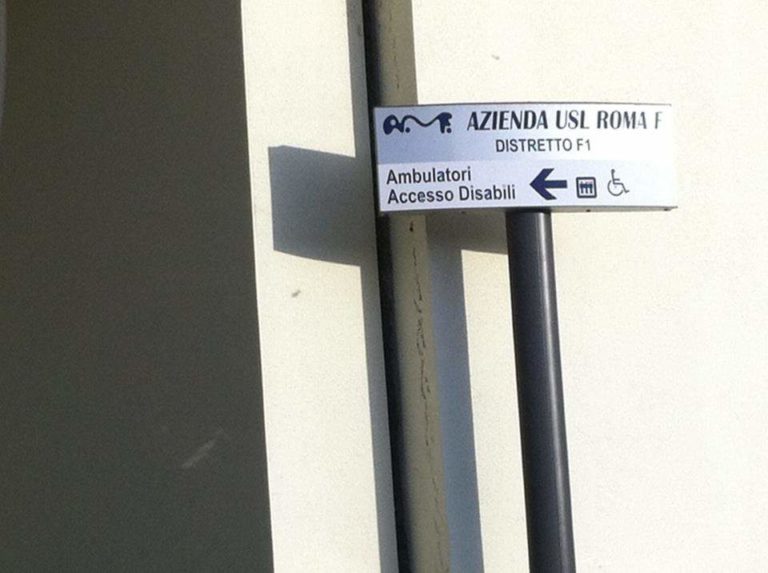 AZIENDA USL ROMA F
DISTRETTO F1
Ambulatori
Accesso Disabili